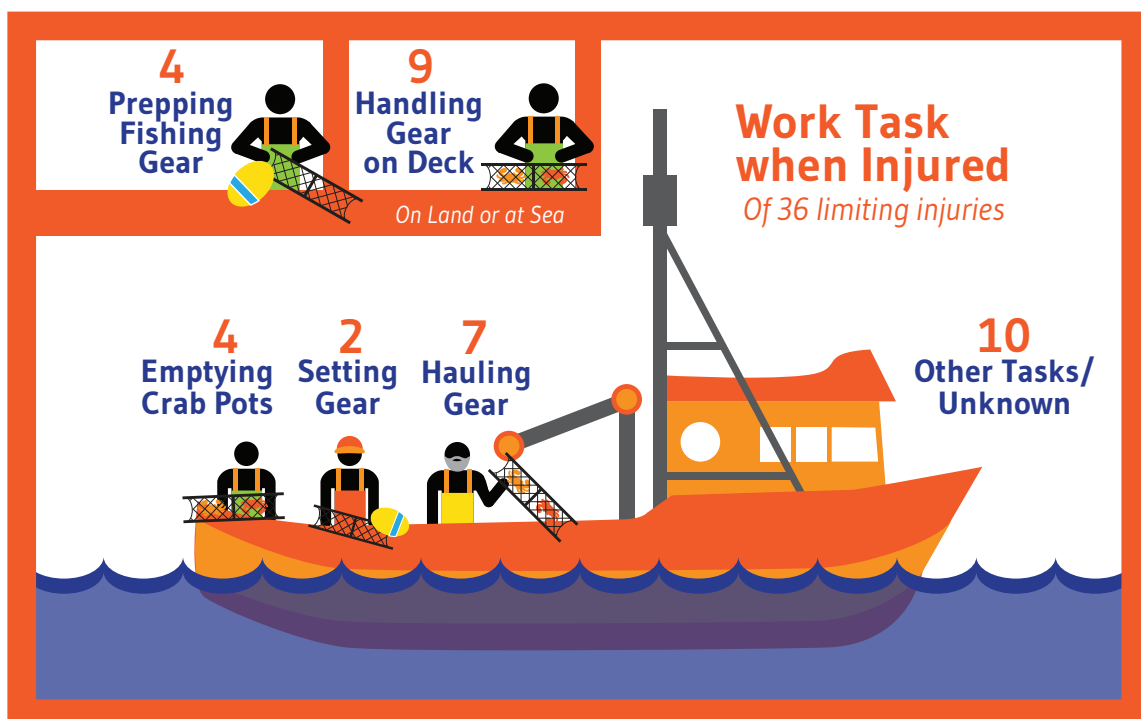 4
Prepping
Fishing
Gear
9
Handling
Gear
on Deck
On Land or at Sea
Work Task
when Injured
Of 36 limiting injuries
4
Emptying
Crab Pots
2
Setting
Gear
7
Hauling
Gear
10
Other Tasks/
Unknown